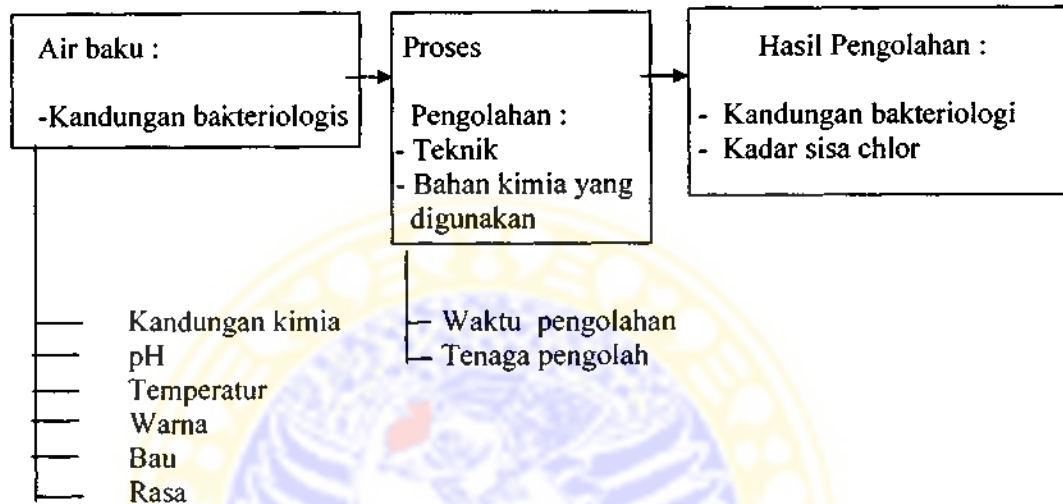 Air baku :
-Kandungan bakteriologis
Proses
Pengolahan :
- Teknik
- Bahan kimia yang
digunakan
Hasil Pengolahan :
- Kandungan bakteriologi
- Kadar sisa chlor
Kandungan kimia
pH
Temperatur
Warna
Bau
Rasa
Waktu pengolahan
Tenaga pengolah